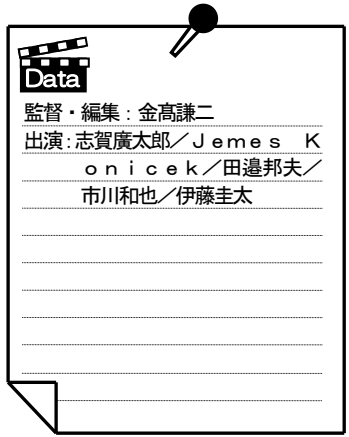 Data
監督・編集：金髙謙二
出演：志賀廣太郎／Ｊｅｍｅｓ　Ｋ
ｏｎｉｃｅｋ／田邉邦夫／
市川和也／伊藤圭太